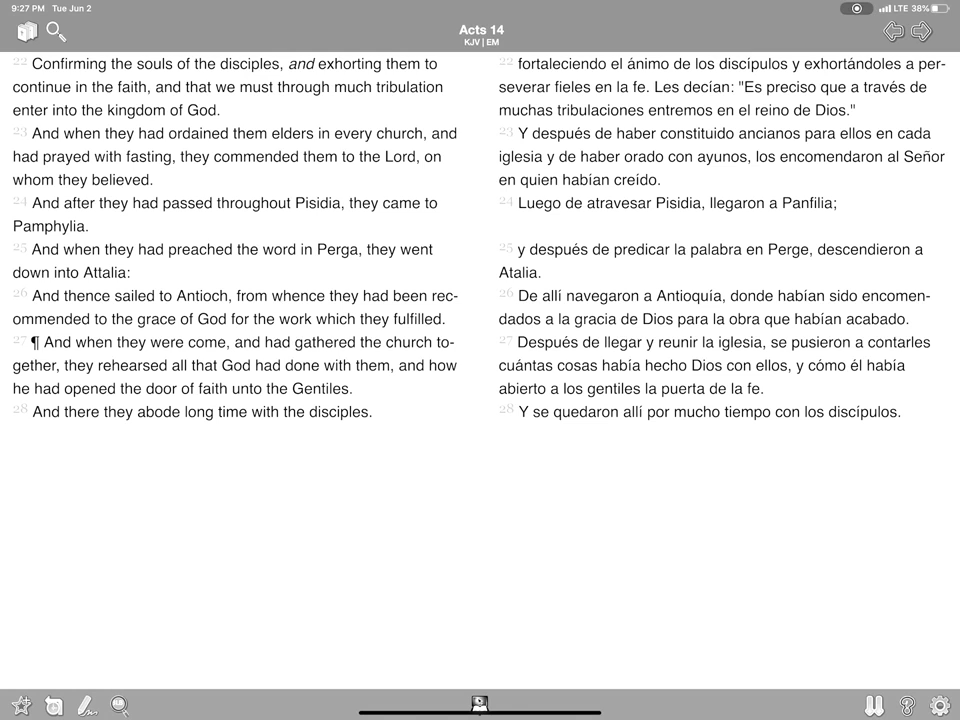 9:27 PM Tue Jun 2
LTE 38%
Acts 14
KJV | EM
22 Confirming the souls of the disciples, and exhorting them to
continue in the faith, and that we must through much tribulation
enter into the kingdom of God.
23 And when they had ordained them elders in every church, and
had prayed with fasting, they commended them to the Lord, on
whom they believed.
24 And after they had passed throughout Pisidia, they came to
Pamphylia.
25 And when they had preached the word in Perga, they went
down into Attalia:
26 And thence sailed to Antioch, from whence they had been rec-
ommended to the grace of God for the work which they fulfilled.
27 ¶ And when they were come, and had gathered the church to-
gether, they rehearsed all that God had done with them, and how
he had opened the door of faith unto the Gentiles.
28 And there they abode long time with the disciples.
22 fortaleciendo el ánimo de los discípulos y exhortándoles a per-
severar fieles en la fe. Les decían: "Es preciso que a través de
muchas tribulaciones entremos en el reino de Dios."
23 Y después de haber constituido ancianos para ellos en cada
iglesia y de haber orado con ayunos, los encomendaron al Señor
en quien habían creído.
24 Luego de atravesar Pisidia, llegaron a Panfilia;
25 y después de predicar la palabra en Perge, descendieron a
Atalia.
26 De allí navegaron a Antioquía, donde habían sido encomen-
dados a la gracia de Dios para la obra que habían acabado.
27 Después de llegar y reunir la iglesia, se pusieron a contarles
cuántas cosas había hecho Dios con ellos, y cómo él había
abierto a los gentiles la puerta de la fe.
28 Y se quedaron allí por mucho tiempo con los discípulos.